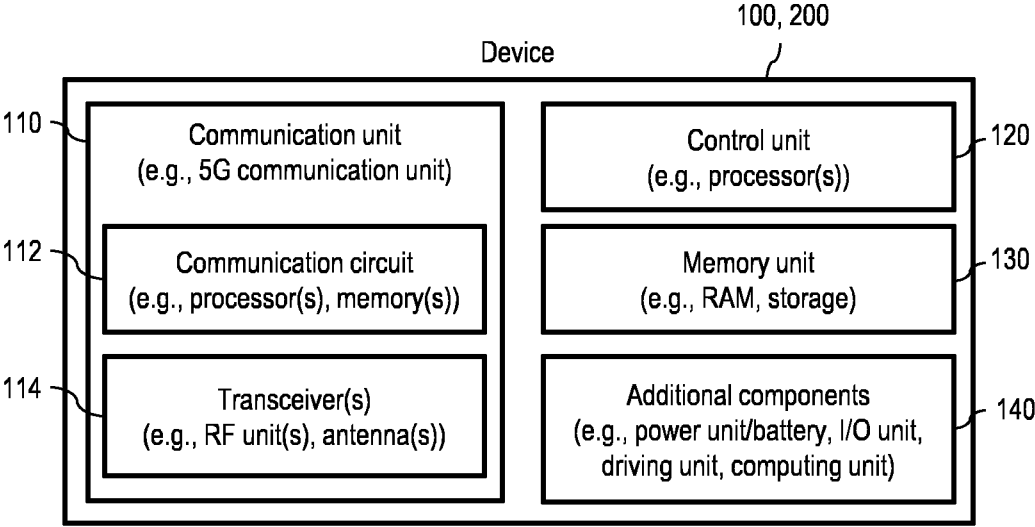 100, 200
Device
110
Communication unit
(e.g., 5G communication unit)
112
Communication circuit
(e.g., processor(s), memory(s))
114
Transceiver(s)
(e.g., RF unit(s), antenna(s))
Control unit
(e.g., processor(s))
120
Memory unit
(e.g., RAM, storage)
130
Additional components
(e.g., power unit/battery, I/O unit,
driving unit, computing unit)
140